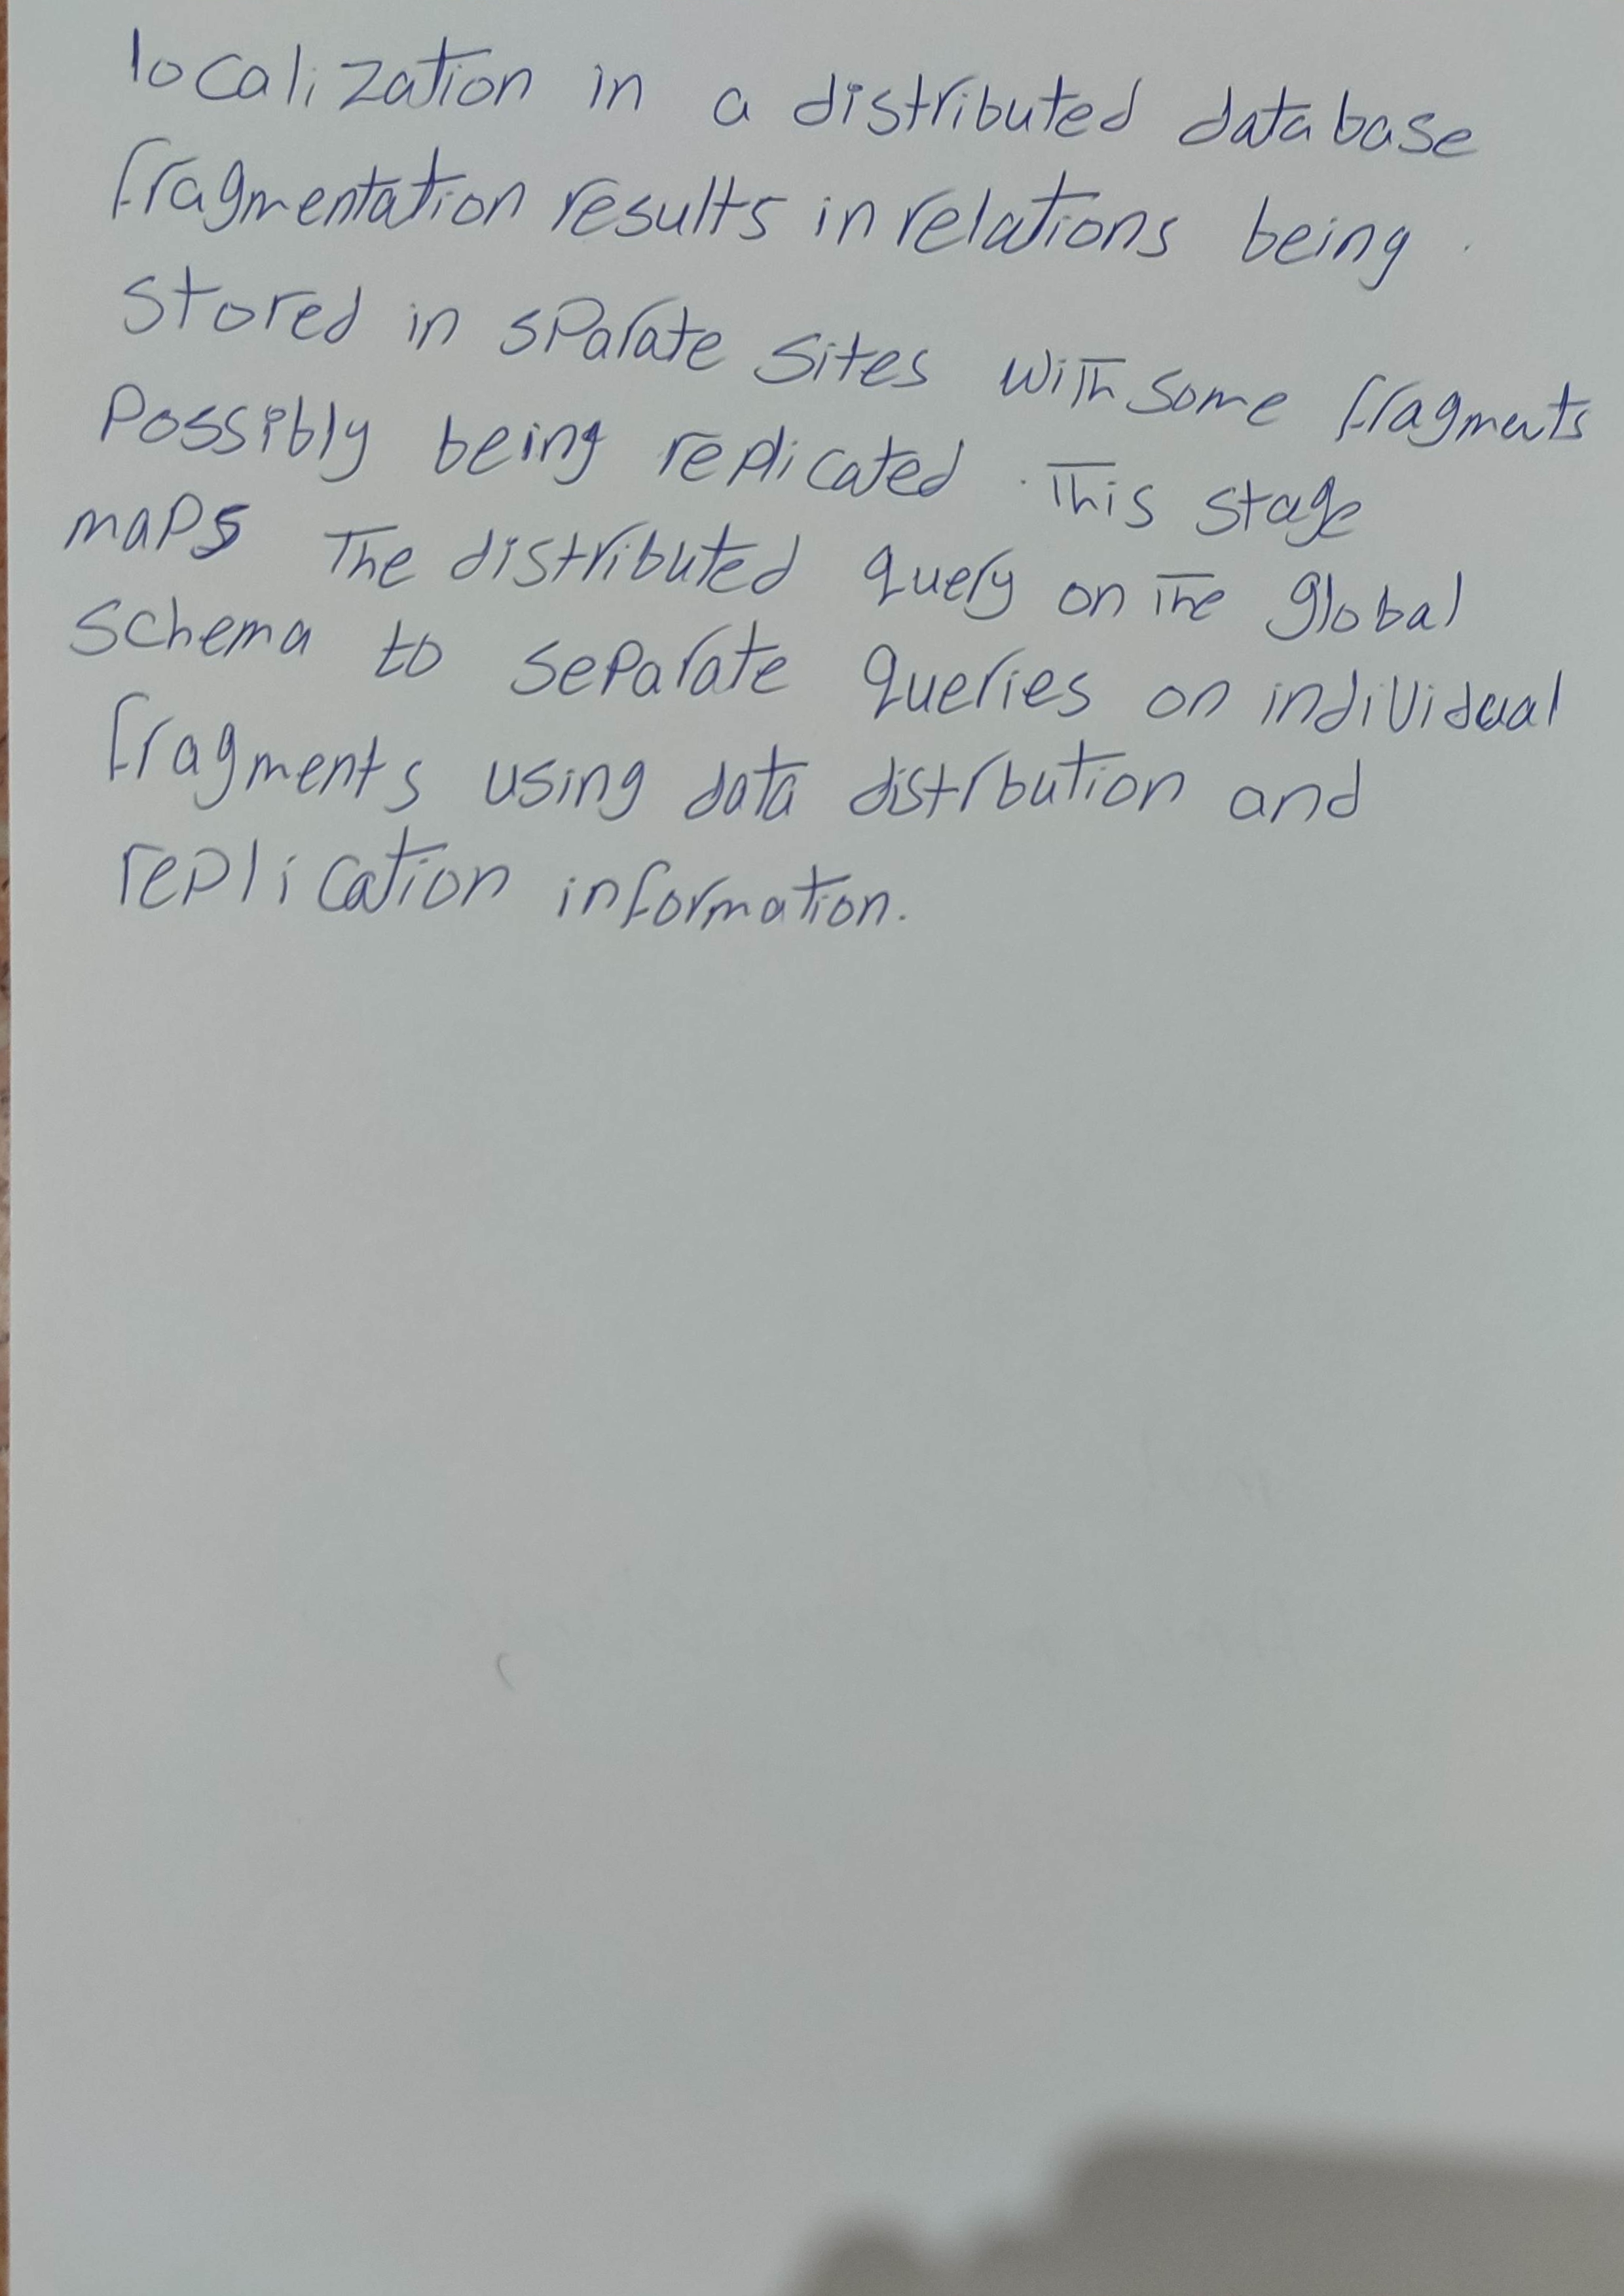 localization in a distributed database
fragmentation results in relations being
stored in sparate sites with some fragments
possibly being replicated. This stage
maps The distributed query on The global
schema to separate queries on individual
fragments using data distrbution and
replication information.